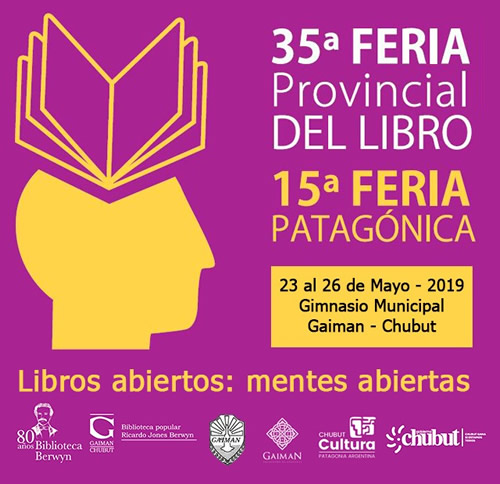 35ª FERIA
Provincial
DEL LIBRO
15ª FERIA
PATAGÓNICA
23 al 26 de Mayo - 2019
Gimnasio Municipal
Gaiman - Chubut
Libros abiertos: mentes abiertas
80 años Biblioteca
Berwyn
GAIMAN
CHUBUT
Biblioteca popular
Ricardo Jones Berwyn
GAIMAN
GAIMAN
CHUBUT
Cultura
PATAGONIA ARGENTINA
chubut